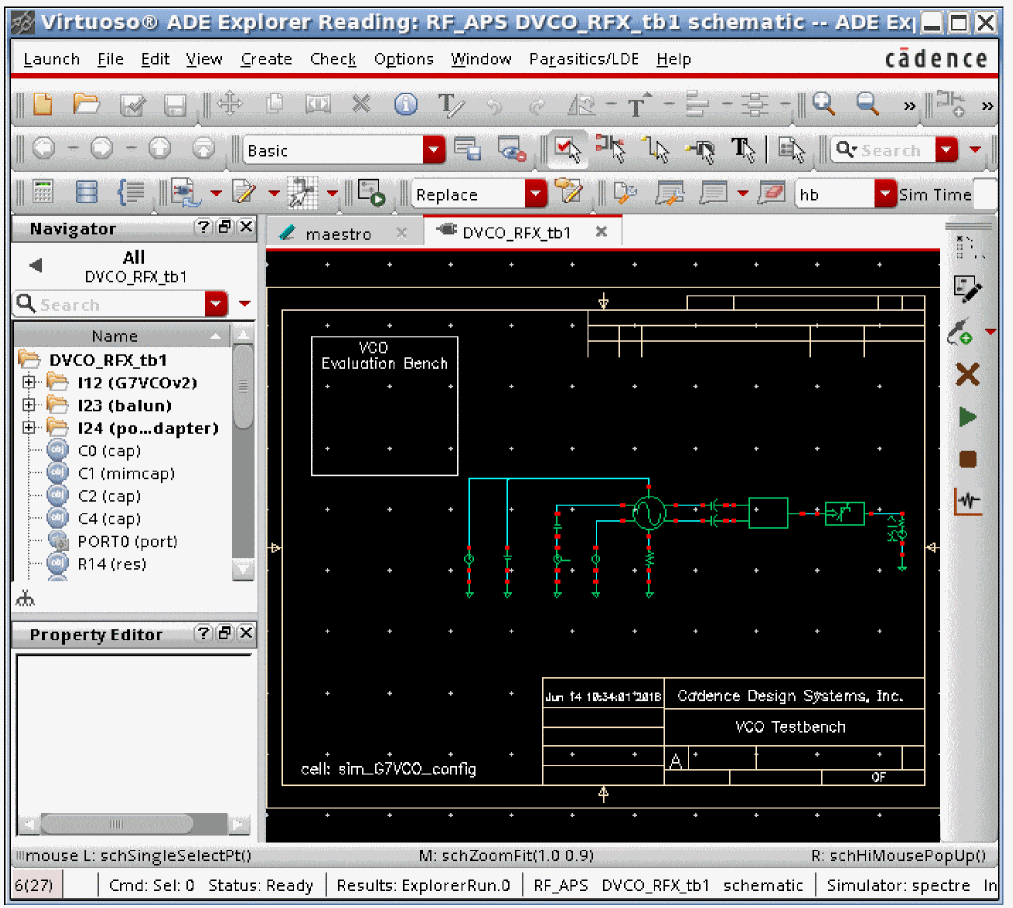 Virtuoso® ADE Explorer Reading: RF_APS DVCO_RFX_tb1 schematic -- ADE Exp
Launch File Edit View Create Check Options Window Parasitics/LDE Help cādence
Basic Search
Replace hb Sim Time
Navigator
maestro DVCO_RFX_tb1
All
DVCO_RFX_tb1
Search
Name
DVCO_RFX_tb1
I12 (G7VCOv2)
I23 (balun)
I24 (po...dapter)
C0 (cap)
C1 (mimcap)
C2 (cap)
C4 (cap)
PORT0 (port)
R14 (res)
Property Editor
VCO
Evaluation Bench
Jun 14 10:34:01 2018 Cadence Design Systems, Inc.
VCO Testbench
cell: sim_G7VCO_config
A
OF
mouse L: schSingleSelectPt() M: schZoomFit(1.0 0.9) R: schHiMousePopUp()
6(27) Cmd: Sel: 0 Status: Ready Results: ExplorerRun.0 RF_APS DVCO_RFX_tb1 schematic Simulator: spectre In